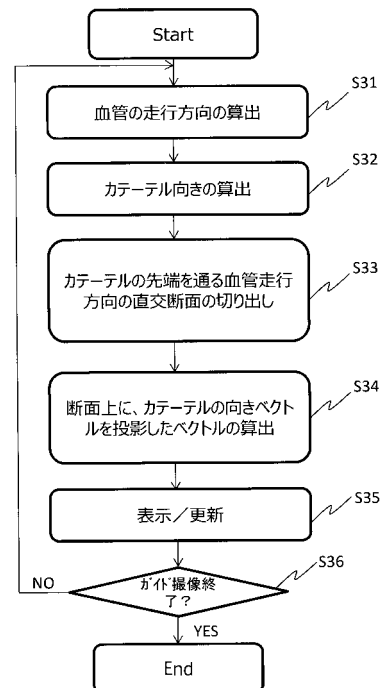 Start
S31
血管の走行方向の算出
S32
カテーテル向きの算出
S33
カテーテルの先端を通る血管走行
方向の直交断面の切り出し
S34
断面上に、カテーテルの向きベクト
ルを投影したベクトルの算出
S35
表示／更新
S36
ガイド撮像終
了？
NO
YES
End